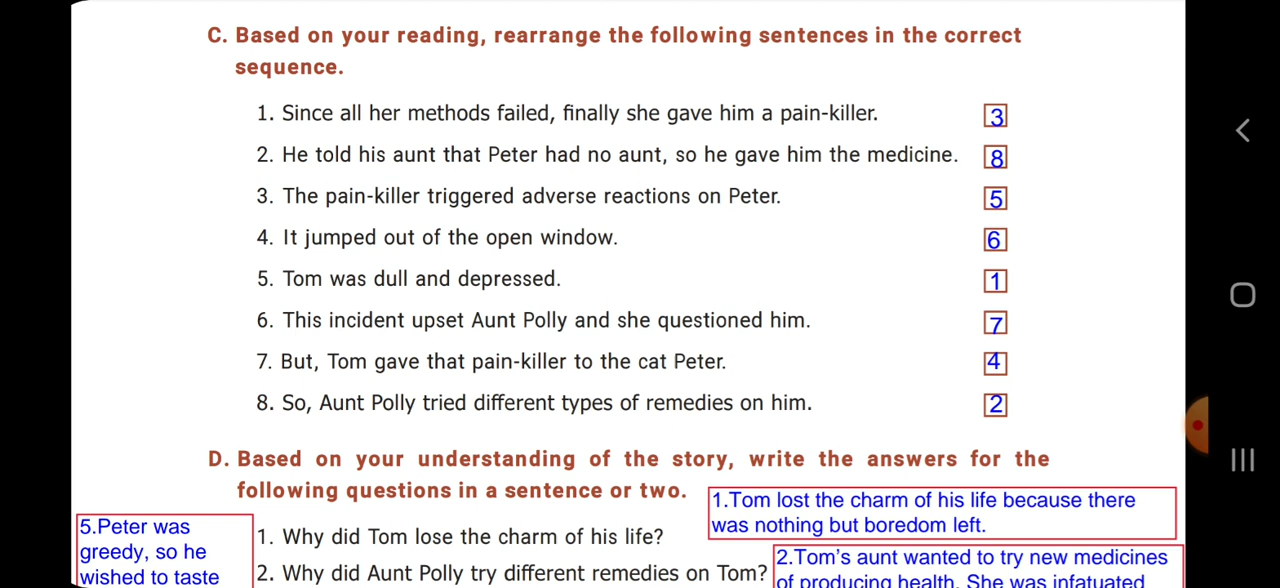 C. Based on your reading, rearrange the following sentences in the correct
sequence.
1. Since all her methods failed, finally she gave him a pain-killer. 3
2. He told his aunt that Peter had no aunt, so he gave him the medicine. 8
3. The pain-killer triggered adverse reactions on Peter. 5
4. It jumped out of the open window. 6
5. Tom was dull and depressed. 1
6. This incident upset Aunt Polly and she questioned him. 7
7. But, Tom gave that pain-killer to the cat Peter. 4
8. So, Aunt Polly tried different types of remedies on him. 2
D. Based on your understanding of the story, write the answers for the
following questions in a sentence or two.
1.Tom lost the charm of his life because there
was nothing but boredom left.
5.Peter was
greedy, so he
wished to taste
1. Why did Tom lose the charm of his life?
2. Why did Aunt Polly try different remedies on Tom?
2.Tom's aunt wanted to try new medicines
of producing health. She was infatuated